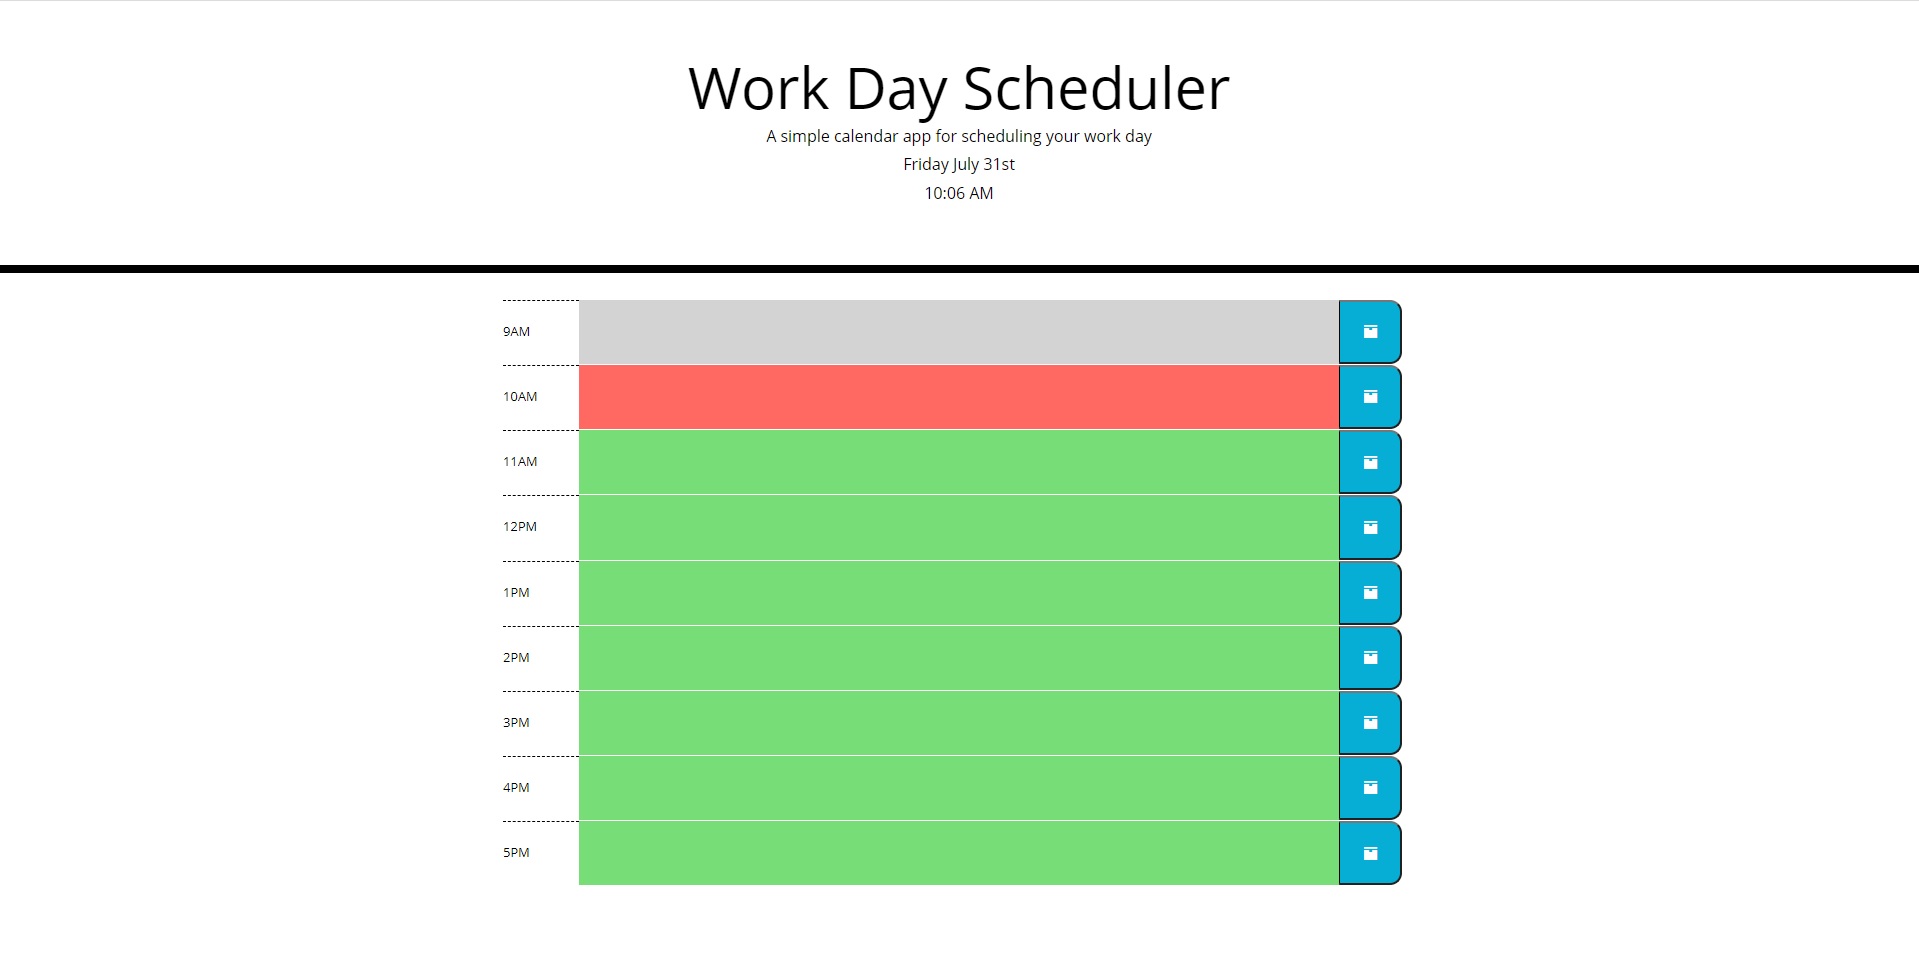 Work Day Scheduler
A simple calendar app for scheduling your work day
Friday July 31st
10:06 AM
9AM
10AM
11AM
12PM
1PM
2PM
3PM
4PM
5PM